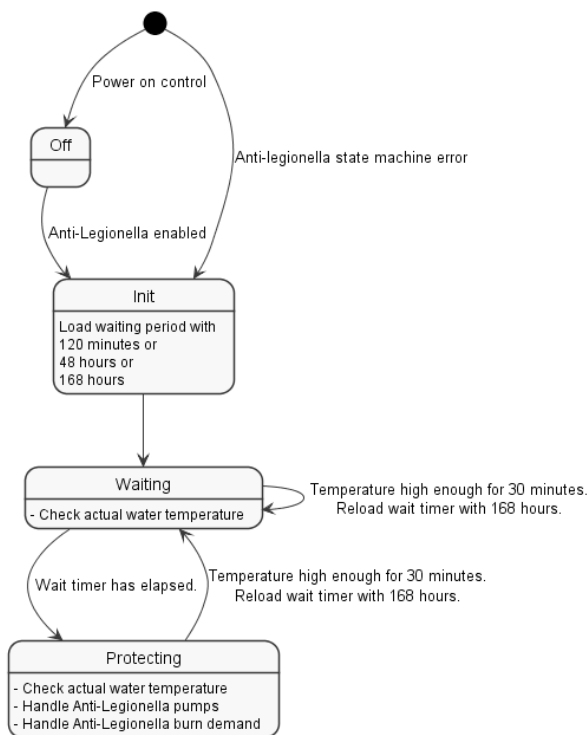 Power on control
Off
Anti-legionella state machine error
Anti-Legionella enabled
Init
Load waiting period with
120 minutes or
48 hours or
168 hours
Waiting
- Check actual water temperature
Temperature high enough for 30 minutes.
Reload wait timer with 168 hours.
Wait timer has elapsed.
Temperature high enough for 30 minutes.
Reload wait timer with 168 hours.
Protecting
- Check actual water temperature
- Handle Anti-Legionella pumps
- Handle Anti-Legionella burn demand